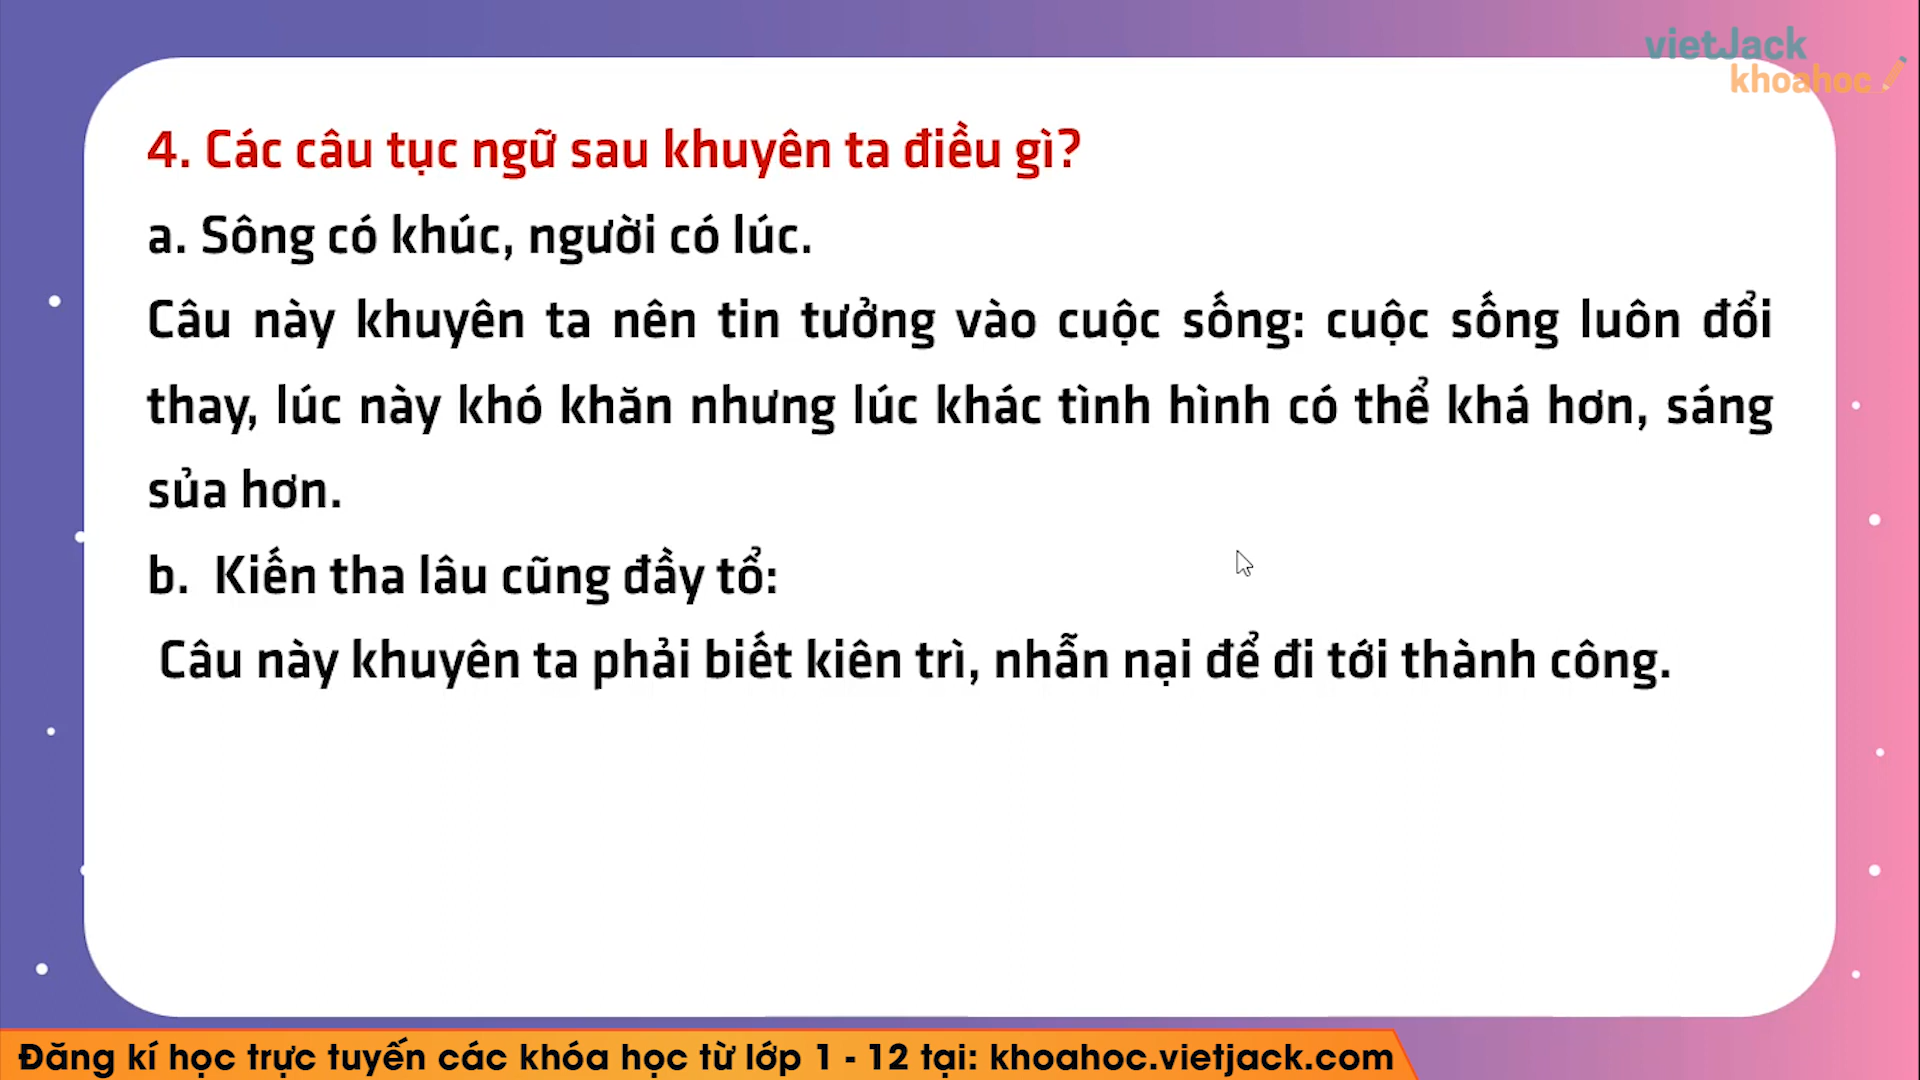 vietJack
khoahoc
4. Các câu tục ngữ sau khuyên ta điều gì?
a. Sông có khúc, người có lúc.
Câu này khuyên ta nên tin tưởng vào cuộc sống: cuộc sống luôn đổi
thay, lúc này khó khăn nhưng lúc khác tình hình có thể khá hơn, sáng
sủa hơn.
b. Kiến tha lâu cũng đầy tổ:
Câu này khuyên ta phải biết kiên trì, nhẫn nại để đi tới thành công.
Đăng kí học trực tuyến các khóa học từ lớp 1 - 12 tại: khoahoc.vietjack.com